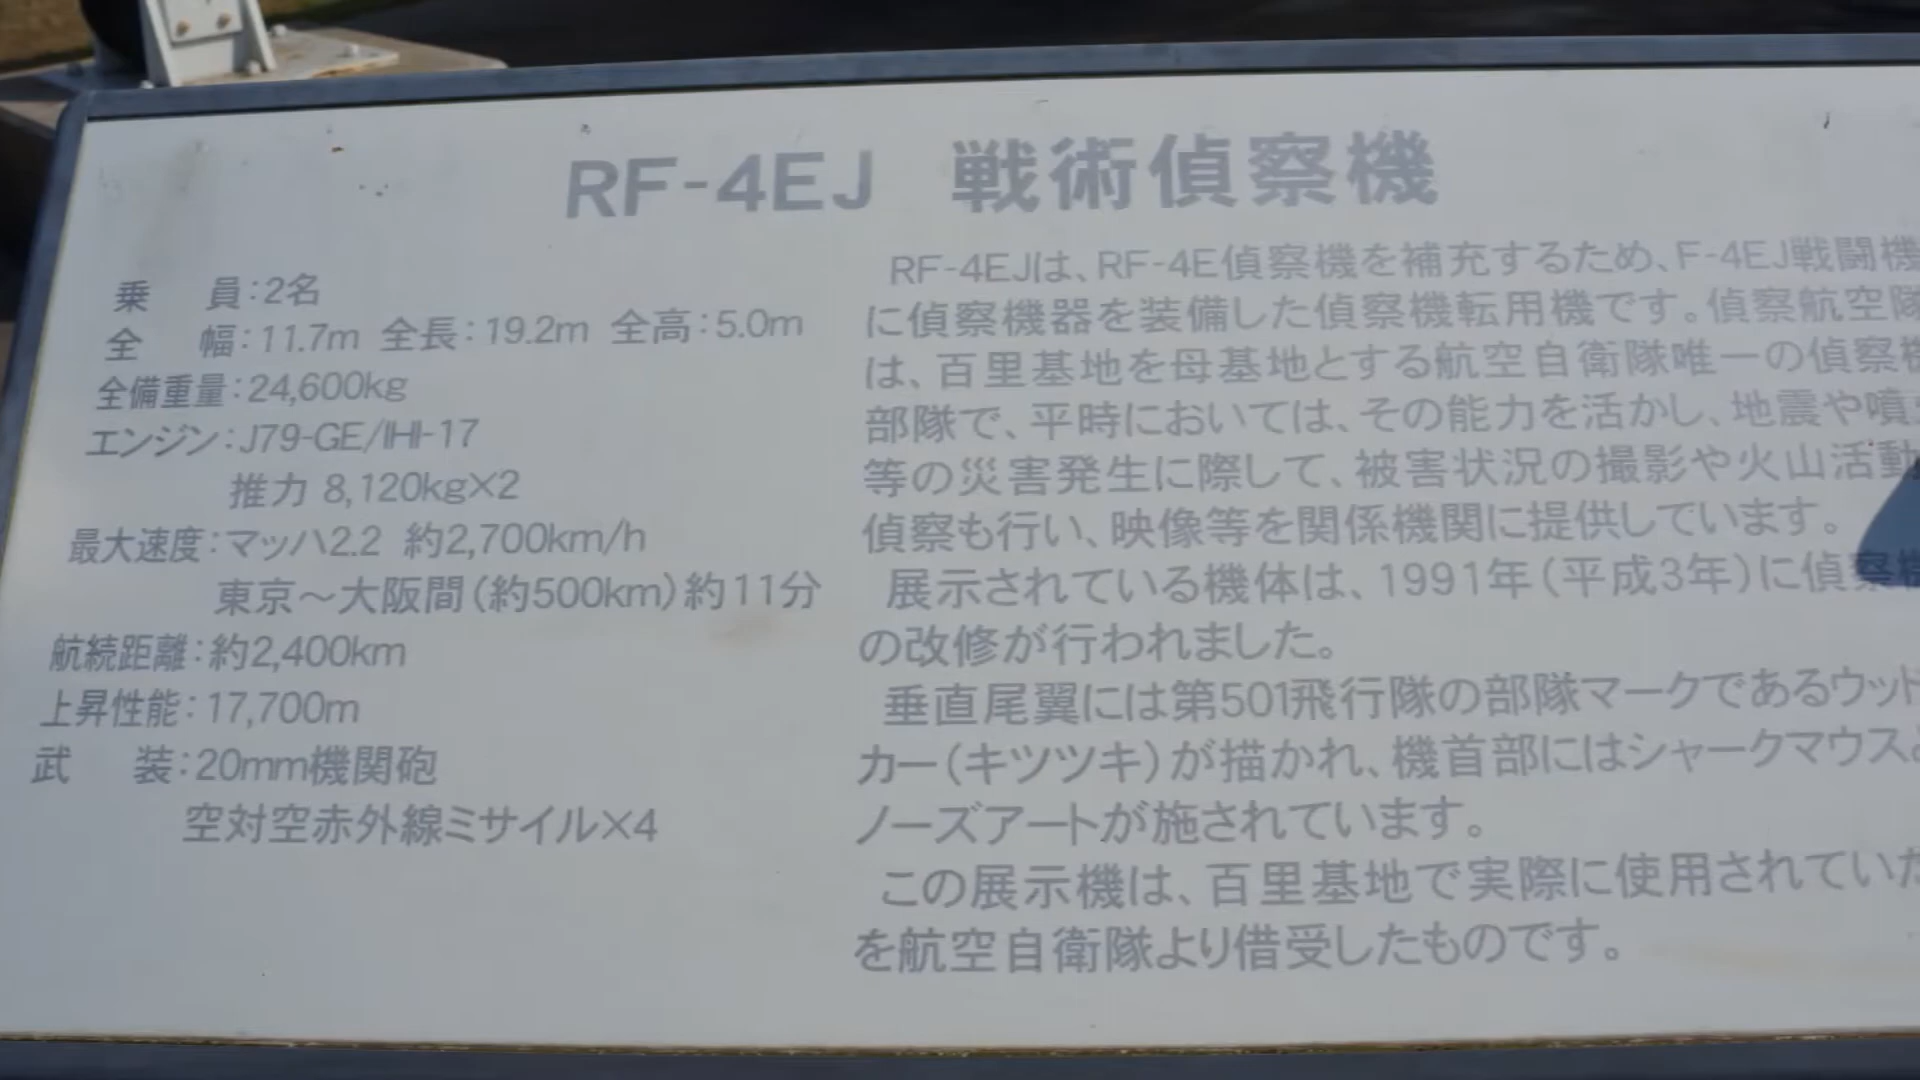 RF-4EJ 戦術偵察機
乗　員：2名
全　幅：11.7m 全長：19.2m 全高：5.0m
全備重量：24,600kg
エンジン：J79-GE/IHI-17
推力 8,120kg×2
最大速度：マッハ2.2 約2,700km/h
東京～大阪間（約500km）約11分
航続距離：約2,400km
上昇性能：17,700m
武　装：20mm機関砲
空対空赤外線ミサイル×4
RF-4EJは、RF-4E偵察機を補充するため、F-4EJ戦闘機
に偵察機器を装備した偵察機転用機です。偵察航空隊
は、百里基地を母基地とする航空自衛隊唯一の偵察機
部隊で、平時においては、その能力を活かし、地震や噴
等の災害発生に際して、被害状況の撮影や火山活動
偵察も行い、映像等を関係機関に提供しています。
展示されている機体は、1991年（平成3年）に偵察機
の改修が行われました。
垂直尾翼には第501飛行隊の部隊マークであるウッド
カー（キツツキ）が描かれ、機首部にはシャークマウス
ノーズアートが施されています。
この展示機は、百里基地で実際に使用されていた
を航空自衛隊より借受したものです。